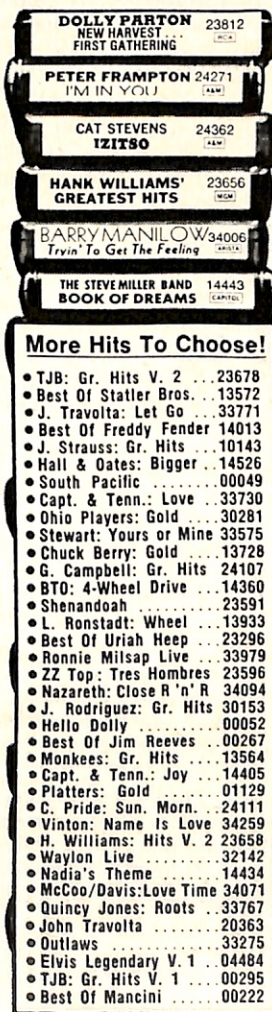 DOLLY PARTON 23812
NEW HARVEST . . . RCA
FIRST GATHERING
PETER FRAMPTON 24271
I'M IN YOU A&M
CAT STEVENS 24362
IZITSO A&M
HANK WILLIAMS' 23656
GREATEST HITS MGM
BARRY MANILOW 34006
Tryin' To Get The Feeling ARISTA
THE STEVE MILLER BAND 14443
BOOK OF DREAMS CAPITOL
More Hits To Choose!
• TJB: Gr. Hits V. 2 ...23678
• Best Of Statler Bros. ..13572
• J. Travolta: Let Go ...33771
• Best Of Freddy Fender 14013
• J. Strauss: Gr. Hits ...10143
• Hall & Oates: Bigger ..14526
• South Pacific ........00049
• Capt. & Tenn.: Love ..33730
• Ohio Players: Gold ....30281
• Stewart: Yours or Mine 33575
• Chuck Berry: Gold ....13728
• G. Campbell: Gr. Hits 24107
• BTO: 4-Wheel Drive ...14360
• Shenandoah ..........23591
• L. Ronstadt: Wheel ...13933
• Best Of Uriah Heep ...23296
• Ronnie Milsap Live ...33979
• ZZ Top: Tres Hombres 23596
• Nazareth: Close R 'n' R 34094
• J. Rodriguez: Gr. Hits 30153
• Hello Dolly ..........00052
• Best Of Jim Reeves ..00267
• Monkees: Gr. Hits ....13564
• Capt. & Tenn.: Joy ...14405
• Platters: Gold .......01129
• C. Pride: Sun. Morn. ..24111
• Vinton: Name Is Love 34259
• H. Williams: Hits V. 2 23658
• Waylon Live .........32142
• Nadia's Theme .......14434
• McCoo/Davis: Love Time 34071
• Quincy Jones: Roots ..33767
• John Travolta ........20363
• Outlaws ............33275
• Elvis Legendary V. 1 ..04484
• TJB: Gr. Hits V. 1 ....00295
• Best Of Mancini ......00222